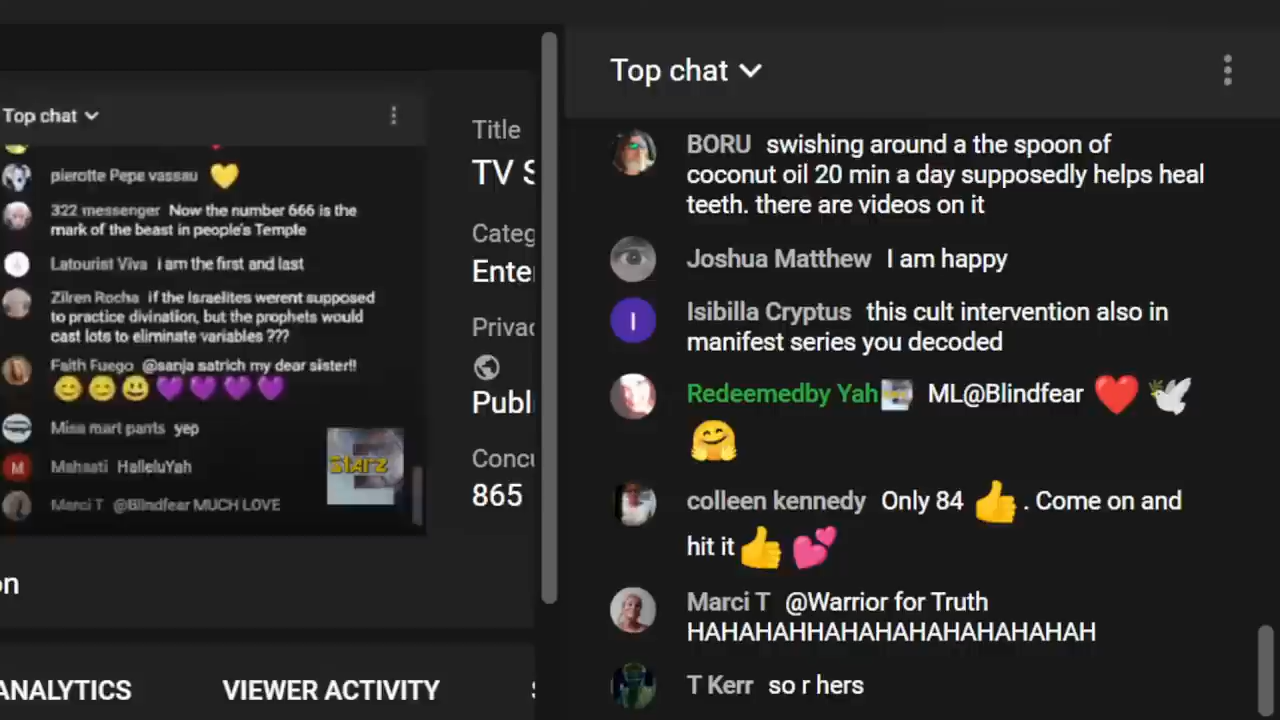 Top chat
pierotte Pepe vassau 💛
322 messenger Now the number 666 is the
mark of the beast in people's Temple
Latourist Viva i am the first and last
Zilren Rocha if the Israelites werent supposed
to practice divination, but the prophets would
cast lots to eliminate variables ???
Faith Fuego @sanja satrich my dear sister!!
😊😊😃💜💜💜💜
Miss mart pants yep
M Mahaati HalleluYah
Marci T @Blindfear MUCH LOVE
STARZ
on
Title
TV S
Categ
Enter
Privac
Publi
Concu
865
ANALYTICS VIEWER ACTIVITY
Top chat
BORU swishing around a the spoon of
coconut oil 20 min a day supposedly helps heal
teeth. there are videos on it
Joshua Matthew I am happy
I Isibilla Cryptus this cult intervention also in
manifest series you decoded
Redeemedby Yah ML@Blindfear ❤️ 🕊️
🤗
colleen kennedy Only 84 👍. Come on and
hit it 👍 💕
Marci T @Warrior for Truth
HAHAHAHHAHAHAHAHAHAHAHAH
T Kerr so r hers